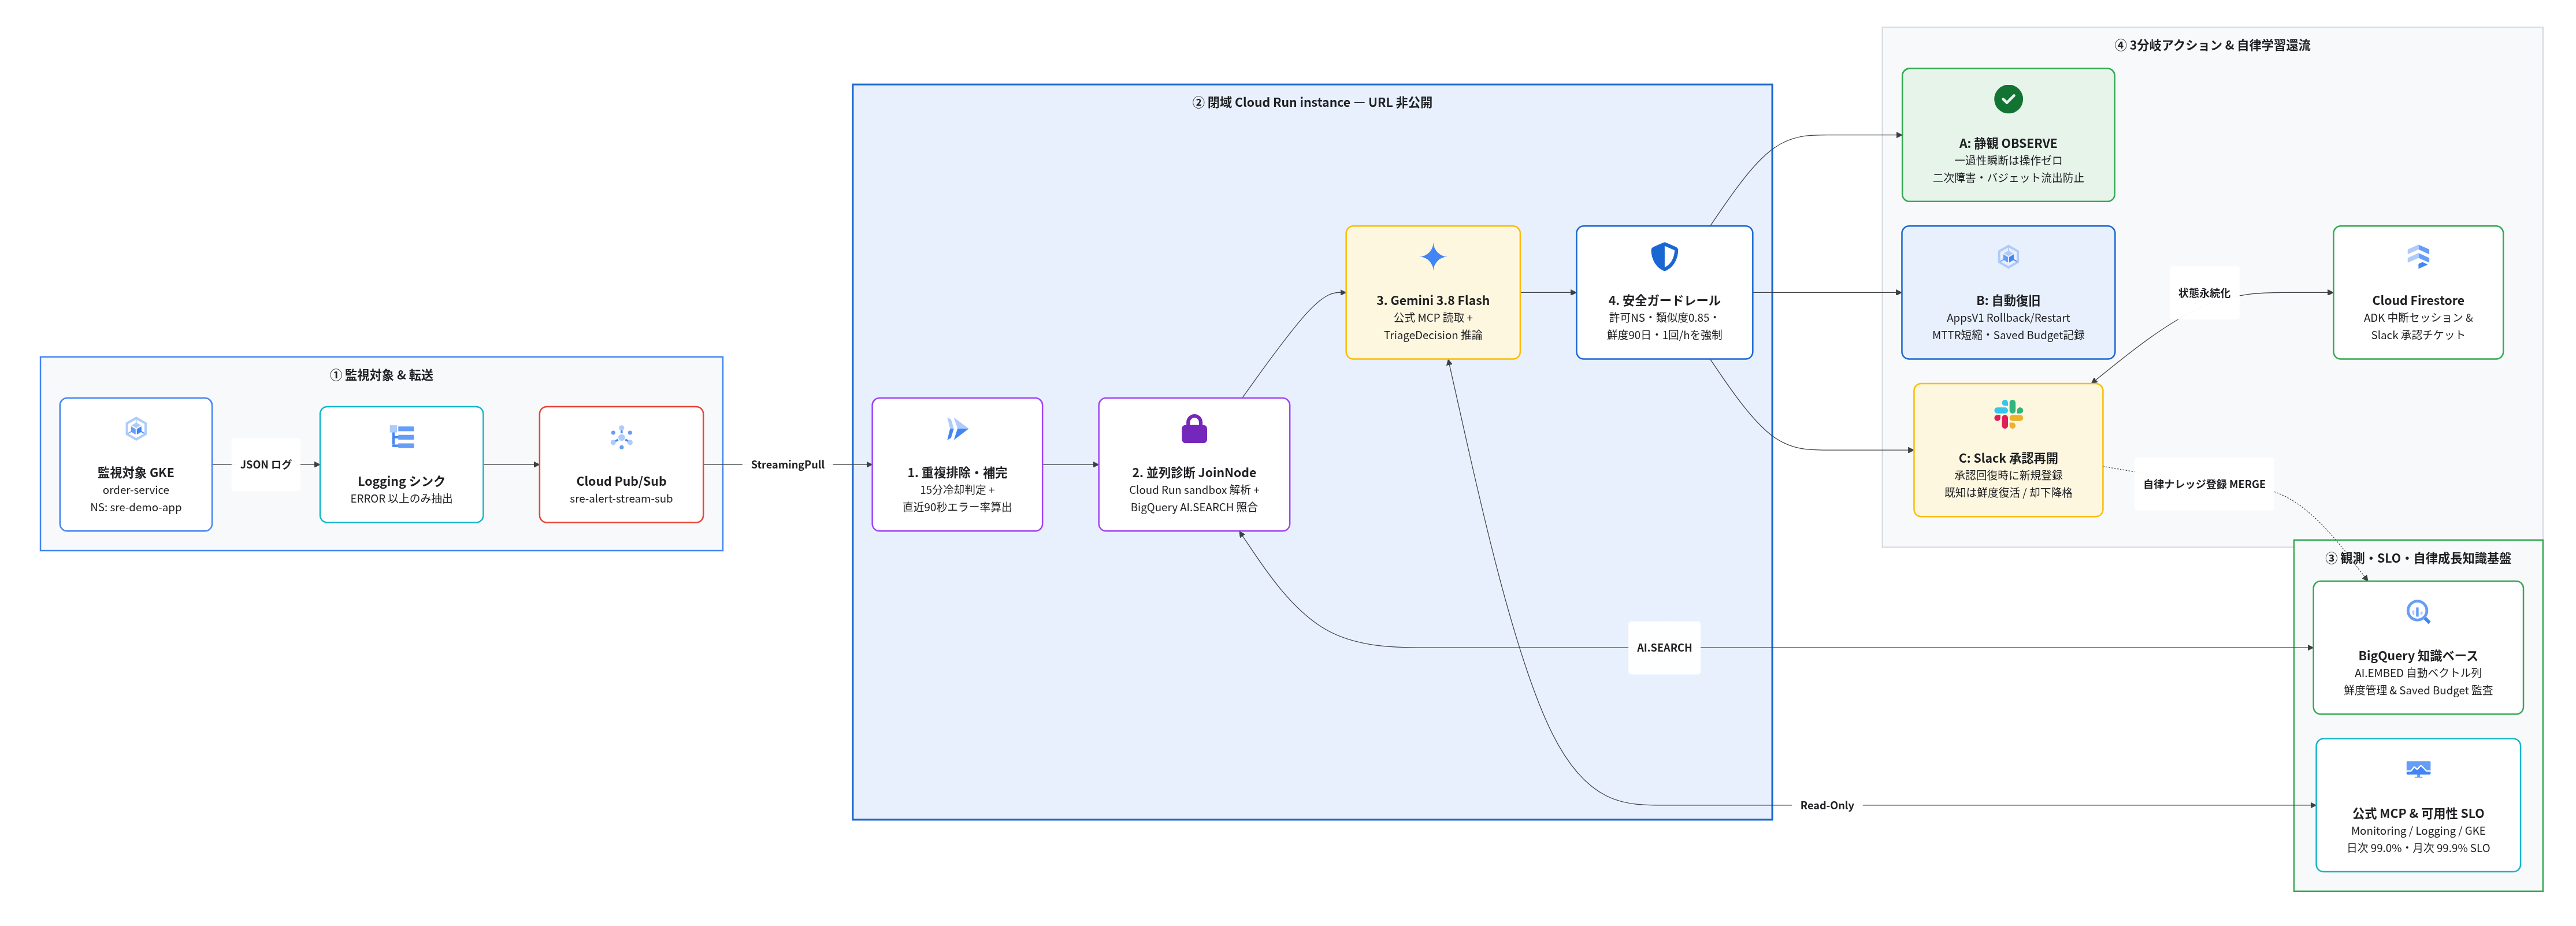 ① 監視対象 & 転送
監視対象 GKE
order-service
NS: sre-demo-app
JSON ログ
Logging シンク
ERROR 以上のみ抽出
Cloud Pub/Sub
sre-alert-stream-sub
StreamingPull
② 閉域 Cloud Run instance — URL 非公開
1. 重複排除・補完
15分冷却判定 +
直近90秒エラー率算出
2. 並列診断 JoinNode
Cloud Run sandbox 解析 +
BigQuery AI.SEARCH 照合
3. Gemini 3.8 Flash
公式 MCP 読取 +
TriageDecision 推論
4. 安全ガードレール
許可NS・類似度0.85・
鮮度90日・1回/hを強制
AI.SEARCH
Read-Only
④ 3分岐アクション & 自律学習還流
A: 静観 OBSERVE
一過性瞬断は操作ゼロ
二次障害・バジェット流出防止
B: 自動復旧
AppsV1 Rollback/Restart
MTTR短縮・Saved Budget記録
C: Slack 承認再開
承認回復時に新規登録
既知は鮮度復活 / 却下降格
状態永続化
Cloud Firestore
ADK 中断セッション &
Slack 承認チケット
自律ナレッジ登録 MERGE
③ 観測・SLO・自律成長知識基盤
BigQuery 知識ベース
AI.EMBED 自動ベクトル列
鮮度管理 & Saved Budget 監査
公式 MCP & 可用性 SLO
Monitoring / Logging / GKE
日次 99.0%・月次 99.9% SLO